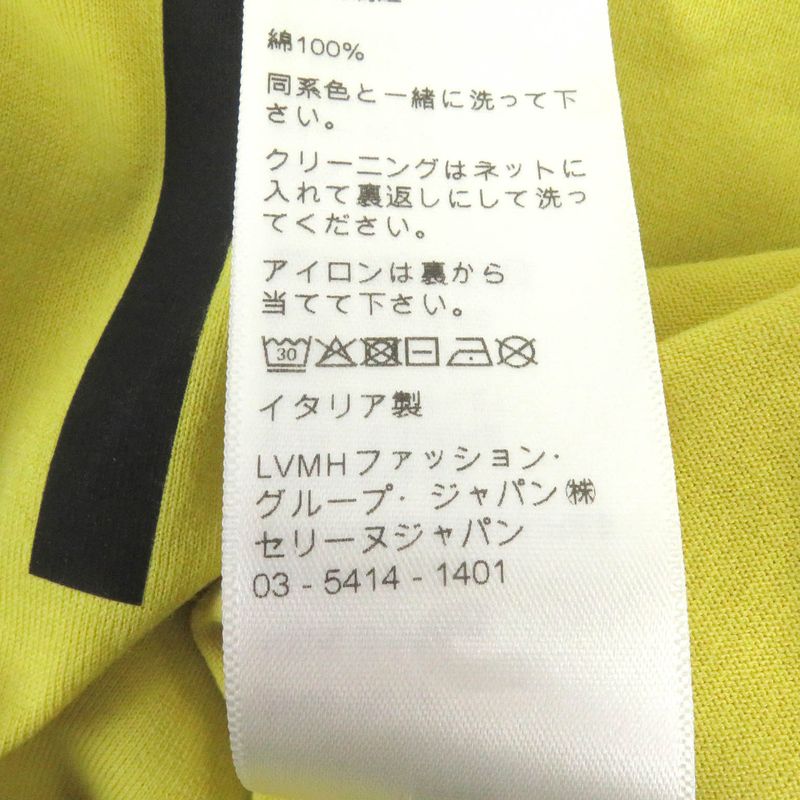 綿100%
同系色と一緒に洗って下
さい。
クリーニングはネットに
入れて裏返しにして洗っ
てください。
アイロンは裏から
当てて下さい。
30
イタリア製
LVMHファッション・
グループ・ジャパン㈱
セリーヌジャパン
03 - 5414 - 1401